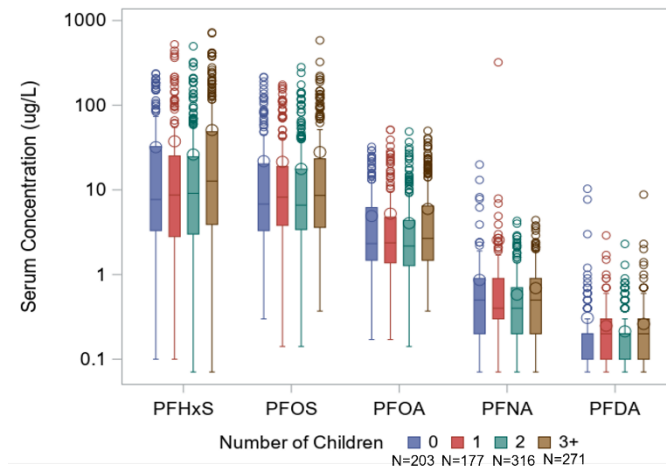 Serum Concentration (ug/L)
1000
100
10
1
0.1
PFHxS PFOS PFOA PFNA PFDA
Number of Children 0 1 2 3+
N=203 N=177 N=316 N=271